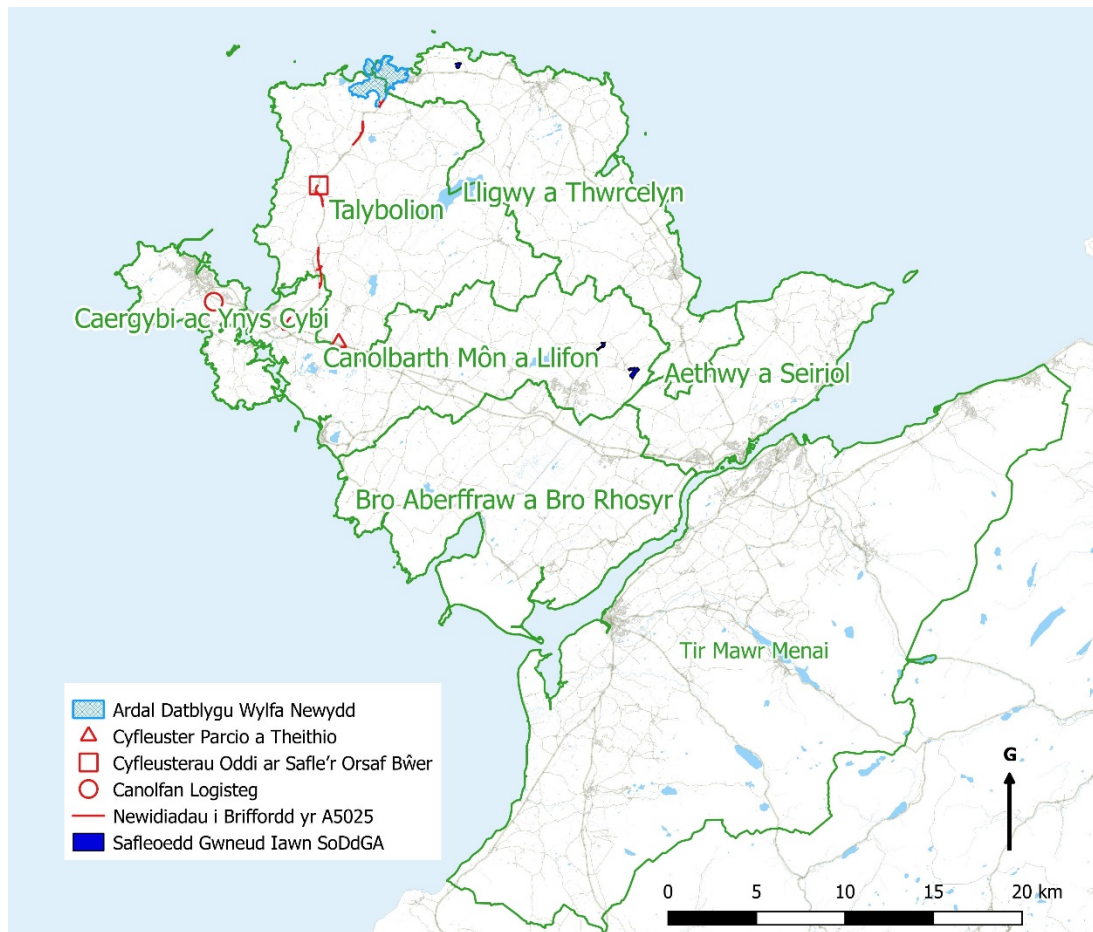 Talybolion
Lligwy a Thwrcelyn
Caergybi ac Ynys Cybi
Canolbarth Môn a Llifon
Aethwy a Seiriol
Bro Aberffraw a Bro Rhosyr
Tir Mawr Menai
Ardal Datblygu Wylfa Newydd
Cyfleuster Parcio a Theithio
Cyfleusterau Oddi ar Safle'r Orsaf Bŵer
Canolfan Logisteg
Newidiadau i Briffordd yr A5025
Safleoedd Gwneud Iawn SoDdGA
G
0 5 10 15 20 km